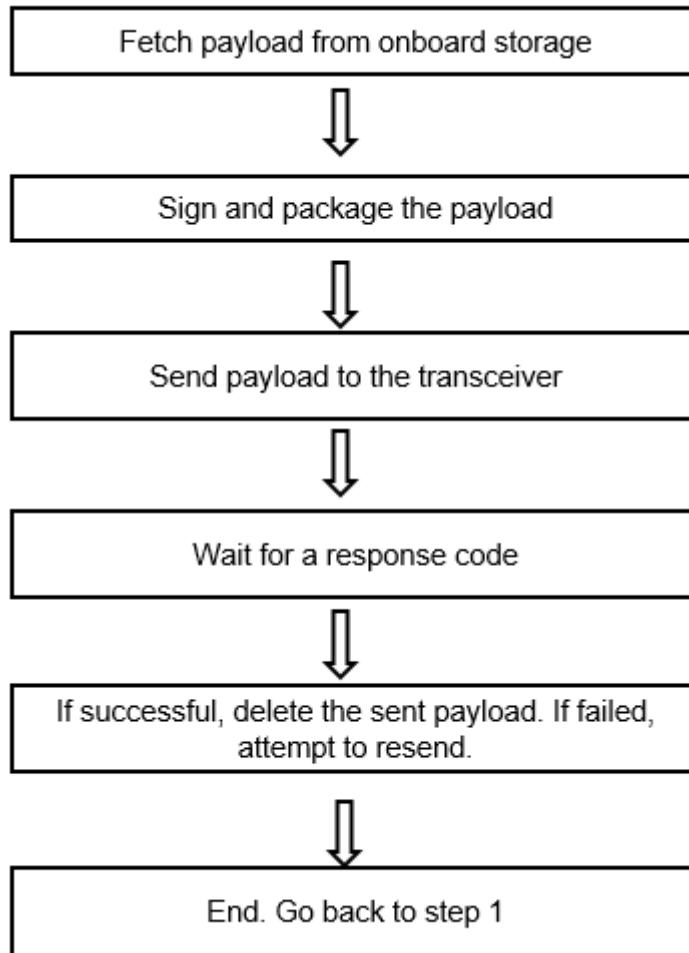 Fetch payload from onboard storage
Sign and package the payload
Send payload to the transceiver
Wait for a response code
If successful, delete the sent payload. If failed,
attempt to resend.
End. Go back to step 1